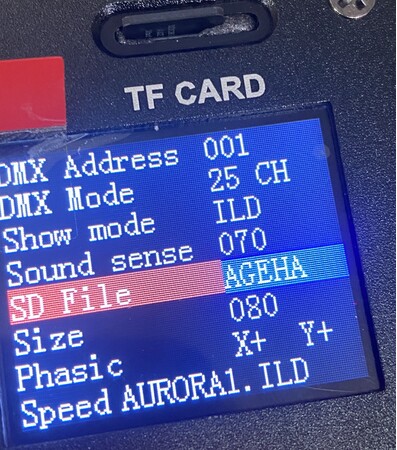 TF CARD
DMX Address 001
DMX Mode 25 CH
Show mode ILD
Sound sense 070
SD File AGEHA
Size 080
Phasic X+ Y+
Speed AURORA1.ILD